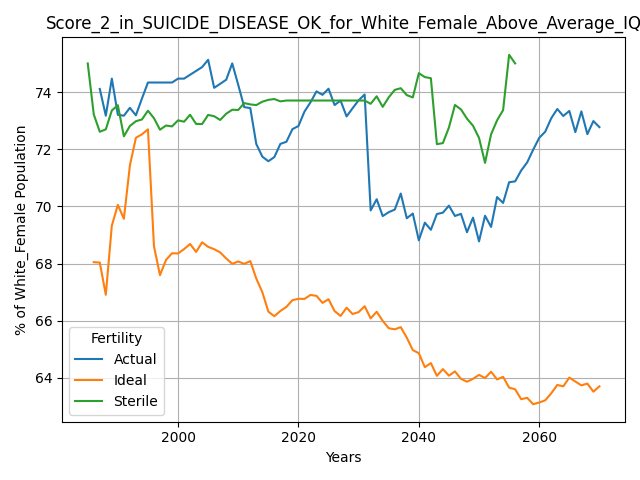 Score_2_in_SUICIDE_DISEASE_OK_for_White_Female_Above_Average_IQ
% of White_Female Population
74
72
70
68
66
64
Fertility
Actual
Ideal
Sterile
2000 2020 2040 2060
Years